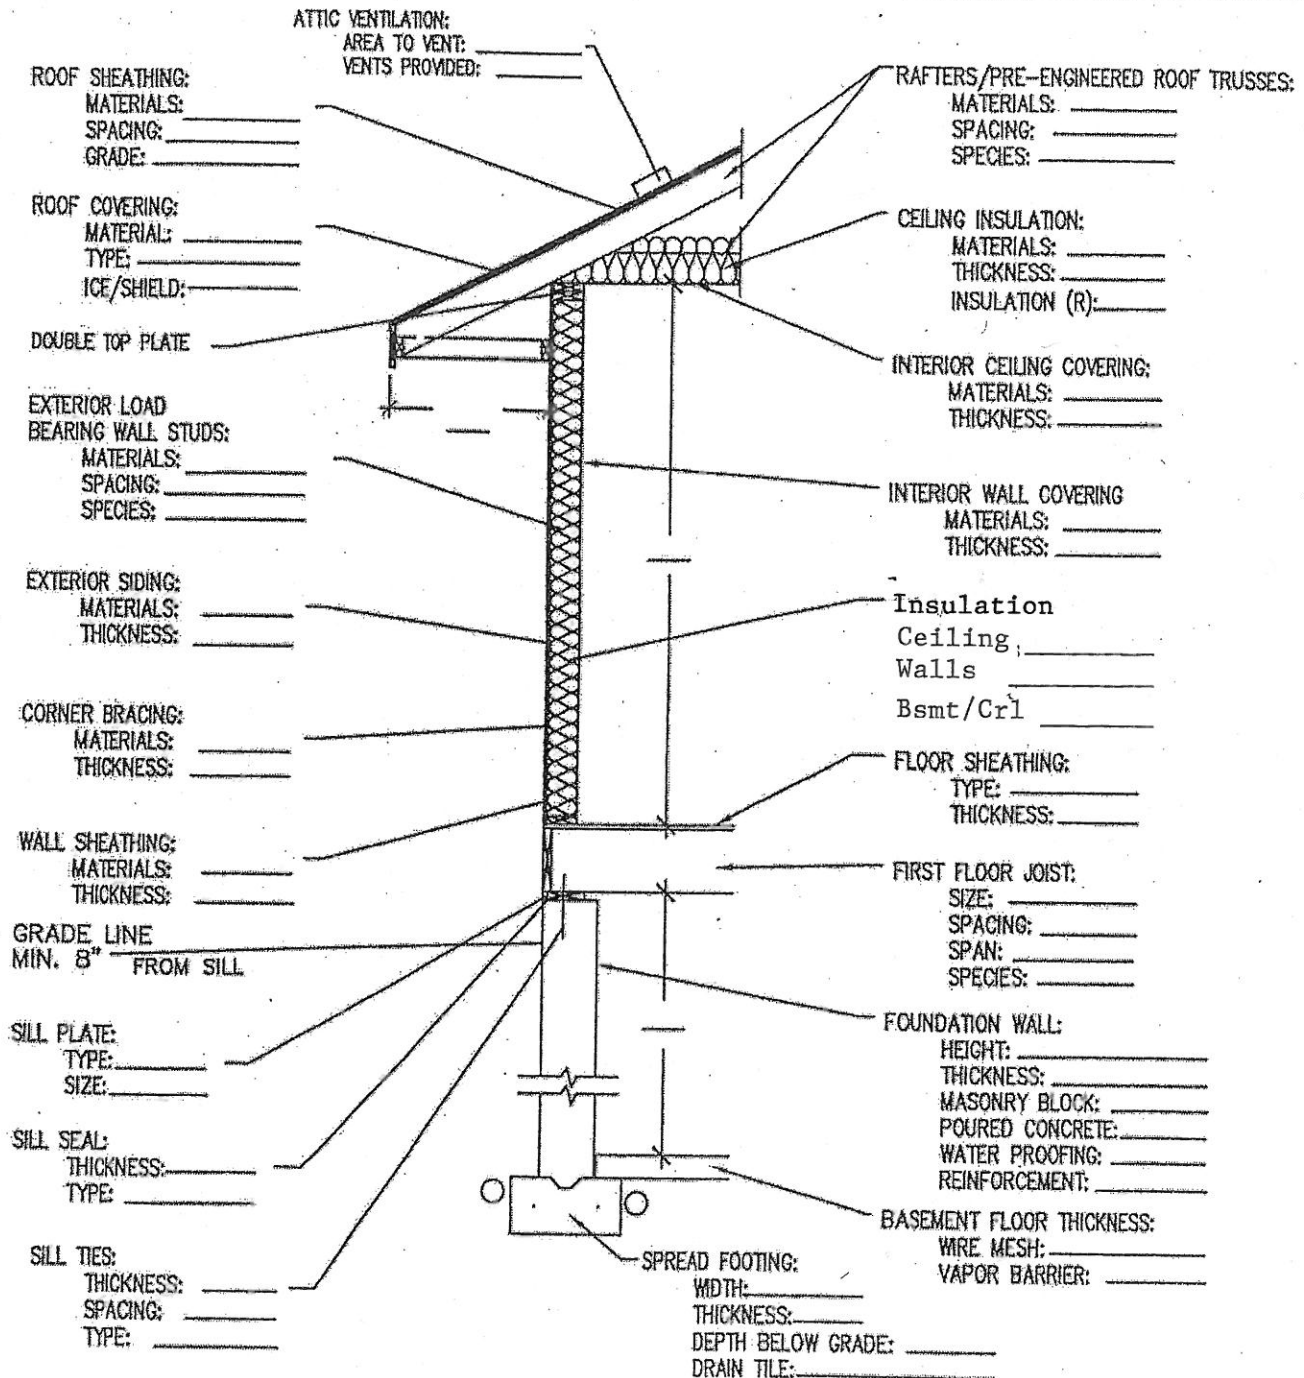 ATTIC VENTILATION:
AREA TO VENT:
VENTS PROVIDED:
ROOF SHEATHING:
MATERIALS:
SPACING:
GRADE:
ROOF COVERING:
MATERIAL:
TYPE:
ICE/SHIELD:
DOUBLE TOP PLATE
EXTERIOR LOAD
BEARING WALL STUDS:
MATERIALS:
SPACING:
SPECIES:
EXTERIOR SIDING:
MATERIALS:
THICKNESS:
CORNER BRACING:
MATERIALS:
THICKNESS:
WALL SHEATHING:
MATERIALS:
THICKNESS:
GRADE LINE
MIN. 8" FROM SILL
SILL PLATE:
TYPE:
SIZE:
SILL SEAL:
THICKNESS:
TYPE:
SILL TIES:
THICKNESS:
SPACING:
TYPE:
RAFTERS/PRE-ENGINEERED ROOF TRUSSES:
MATERIALS:
SPACING:
SPECIES:
CEILING INSULATION:
MATERIALS:
THICKNESS:
INSULATION (R):
INTERIOR CEILING COVERING:
MATERIALS:
THICKNESS:
INTERIOR WALL COVERING
MATERIALS:
THICKNESS:
Insulation
Ceiling
Walls
Bsmt/Crl
FLOOR SHEATHING:
TYPE:
THICKNESS:
FIRST FLOOR JOIST:
SIZE:
SPACING:
SPAN:
SPECIES:
FOUNDATION WALL:
HEIGHT:
THICKNESS:
MASONRY BLOCK:
POURED CONCRETE:
WATER PROOFING:
REINFORCEMENT:
BASEMENT FLOOR THICKNESS:
WIRE MESH:
VAPOR BARRIER:
SPREAD FOOTING:
WIDTH:
THICKNESS:
DEPTH BELOW GRADE:
DRAIN TILE: